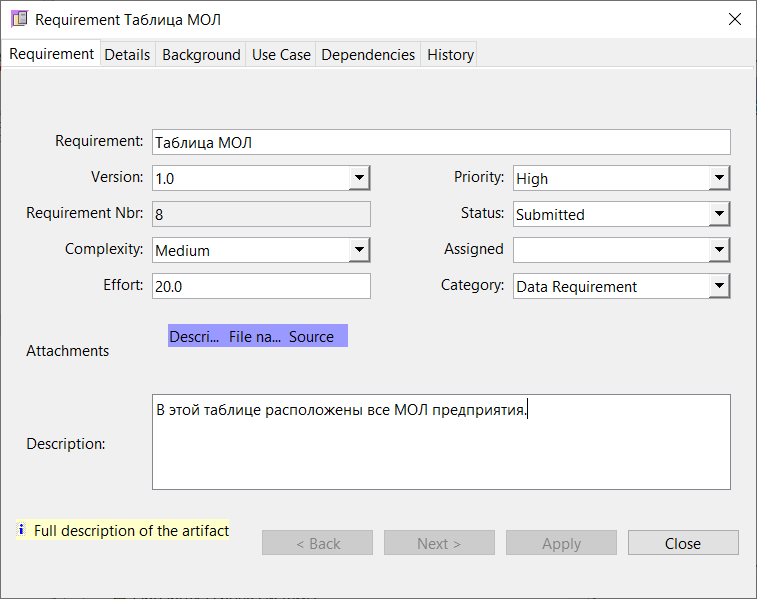 Requirement Таблица МОЛ
Requirement Details Background Use Case Dependencies History
Requirement: Таблица МОЛ
Version: 1.0 Priority: High
Requirement Nbr: 8 Status: Submitted
Complexity: Medium Assigned
Effort: 20.0 Category: Data Requirement
Attachments Descri... File na... Source
Description: В этой таблице расположены все МОЛ предприятия.
Full description of the artifact
< Back Next > Apply Close